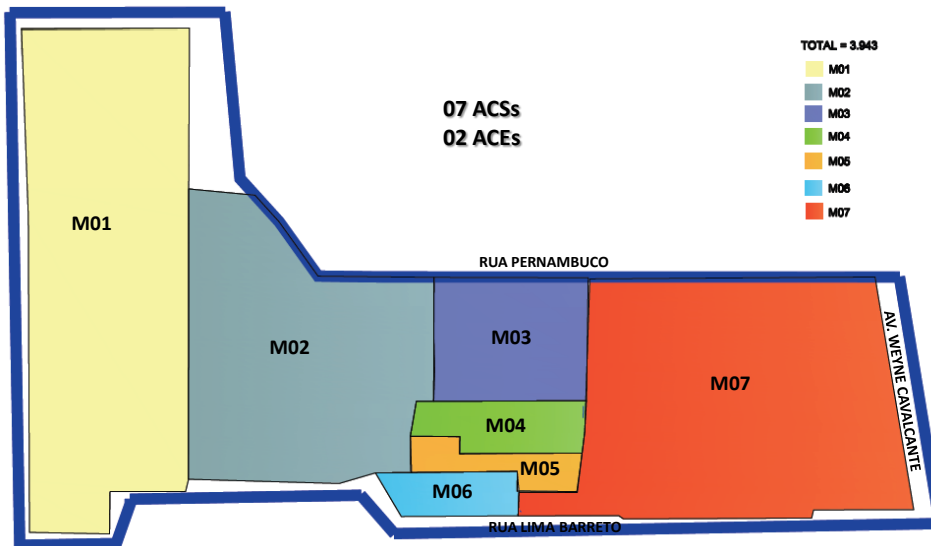 TOTAL = 3.943
M01
M02
M03
M04
M05
M06
M07
07 ACSs
02 ACEs
M01
RUA PERNAMBUCO
M02
M03
M07
AV. WEYNE CAVALCANTE
M04
M05
M06
RUA LIMA BARRETO